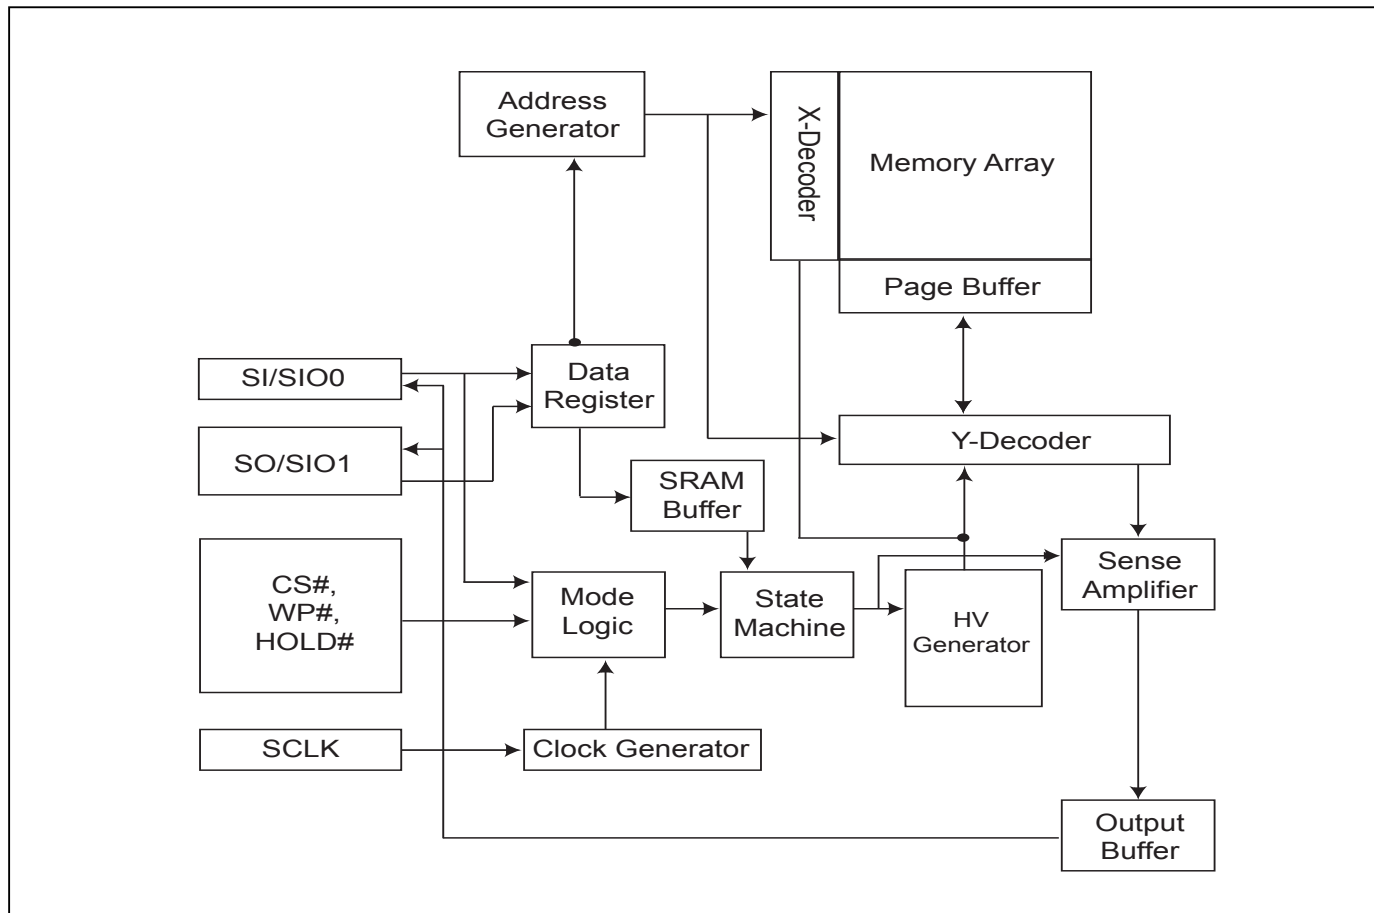 Address
Generator
X-Decoder
Memory Array
Page Buffer
SI/SIO0
Data
Register
SO/SIO1
Y-Decoder
SRAM
Buffer
CS#,
WP#,
HOLD#
Mode
Logic
State
Machine
HV
Generator
Sense
Amplifier
SCLK
Clock Generator
Output
Buffer